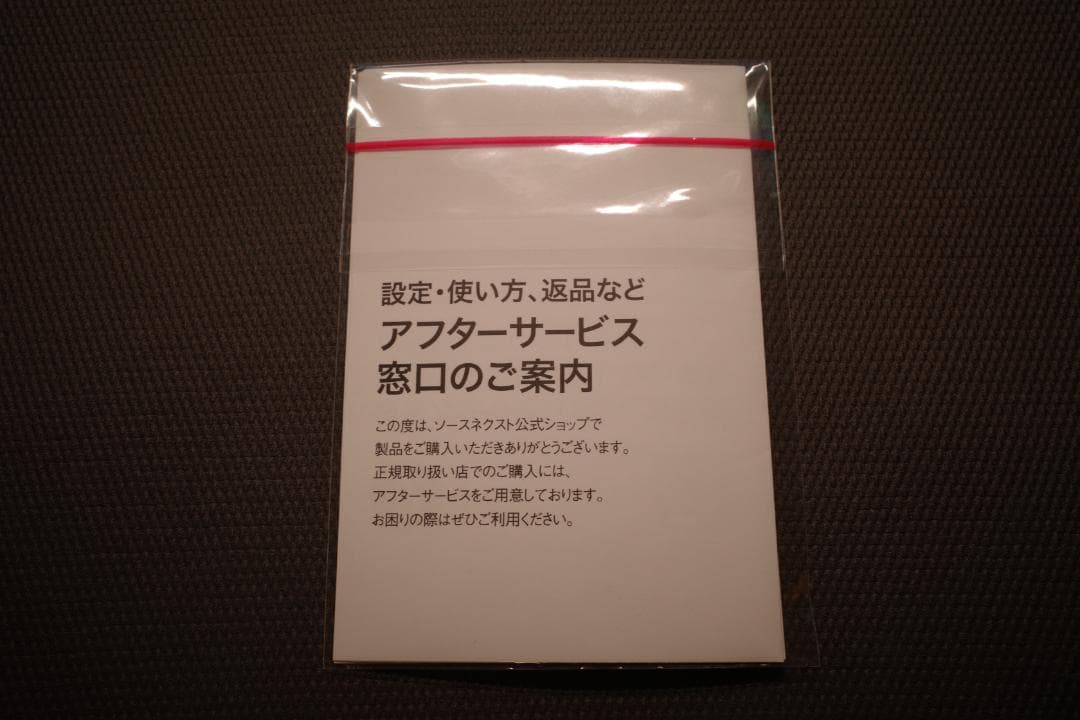 設定・使い方、返品など
アフターサービス
窓口のご案内
この度は、ソースネクスト公式ショップで
製品をご購入いただきありがとうございます。
正規取り扱い店でのご購入には、
アフターサービスをご用意しております。
お困りの際はぜひご利用ください。